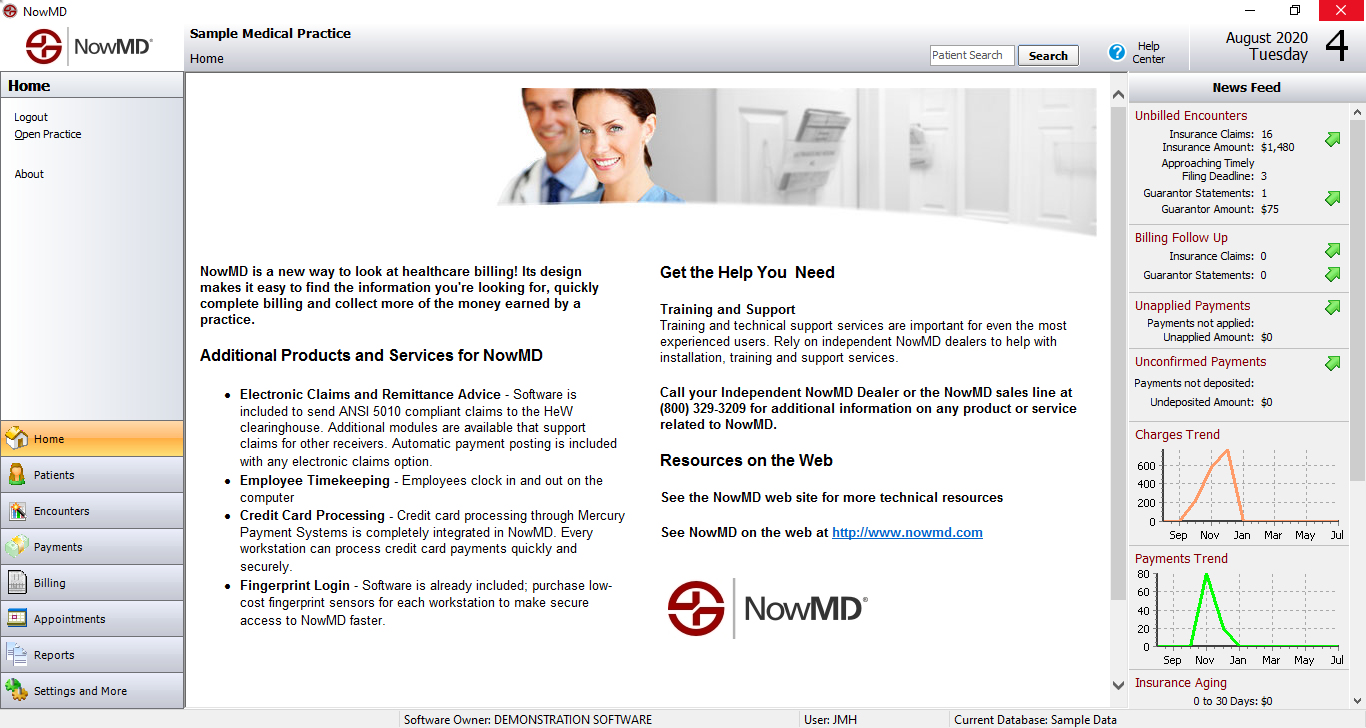 NowMD
NowMD®
Sample Medical Practice
Home
Patient Search
Search
Help
Center
August 2020
Tuesday
4
Home
Logout
Open Practice
About
Home
Patients
Encounters
Payments
Billing
Appointments
Reports
Settings and More
NowMD is a new way to look at healthcare billing! Its design
makes it easy to find the information you're looking for, quickly
complete billing and collect more of the money earned by a
practice.
Additional Products and Services for NowMD
• Electronic Claims and Remittance Advice - Software is
included to send ANSI 5010 compliant claims to the HeW
clearinghouse. Additional modules are available that support
claims for other receivers. Automatic payment posting is included
with any electronic claims option.
• Employee Timekeeping - Employees clock in and out on the
computer
• Credit Card Processing - Credit card processing through Mercury
Payment Systems is completely integrated in NowMD. Every
workstation can process credit card payments quickly and
securely.
• Fingerprint Login - Software is already included; purchase low-
cost fingerprint sensors for each workstation to make secure
access to NowMD faster.
Get the Help You Need
Training and Support
Training and technical support services are important for even the most
experienced users. Rely on independent NowMD dealers to help with
installation, training and support services.
Call your Independent NowMD Dealer or the NowMD sales line at
(800) 329-3209 for additional information on any product or service
related to NowMD.
Resources on the Web
See the NowMD web site for more technical resources
See NowMD on the web at http://www.nowmd.com
NowMD®
News Feed
Unbilled Encounters
Insurance Claims: 16
Insurance Amount: $1,480
Approaching Timely
Filing Deadline: 3
Guarantor Statements: 1
Guarantor Amount: $75
Billing Follow Up
Insurance Claims: 0
Guarantor Statements: 0
Unapplied Payments
Payments not applied:
Unapplied Amount: $0
Unconfirmed Payments
Payments not deposited:
Undeposited Amount: $0
Charges Trend
600
400
200
0
Sep Nov Jan Mar May Jul
Payments Trend
80
60
40
20
0
Sep Nov Jan Mar May Jul
Insurance Aging
0 to 30 Days: $0
Software Owner: DEMONSTRATION SOFTWARE
User: JMH
Current Database: Sample Data